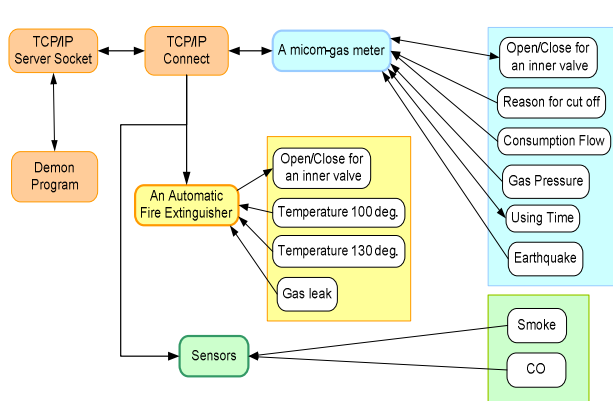 TCP/IP
Server Socket
TCP/IP
Connect
A micom-gas meter
Open/Close for
an inner valve
Reason for cut off
Consumption Flow
Gas Pressure
Using Time
Earthquake
Demon
Program
An Automatic
Fire Extinguisher
Open/Close for
an inner valve
Temperature 100 deg.
Temperature 130 deg.
Gas leak
Sensors
Smoke
CO